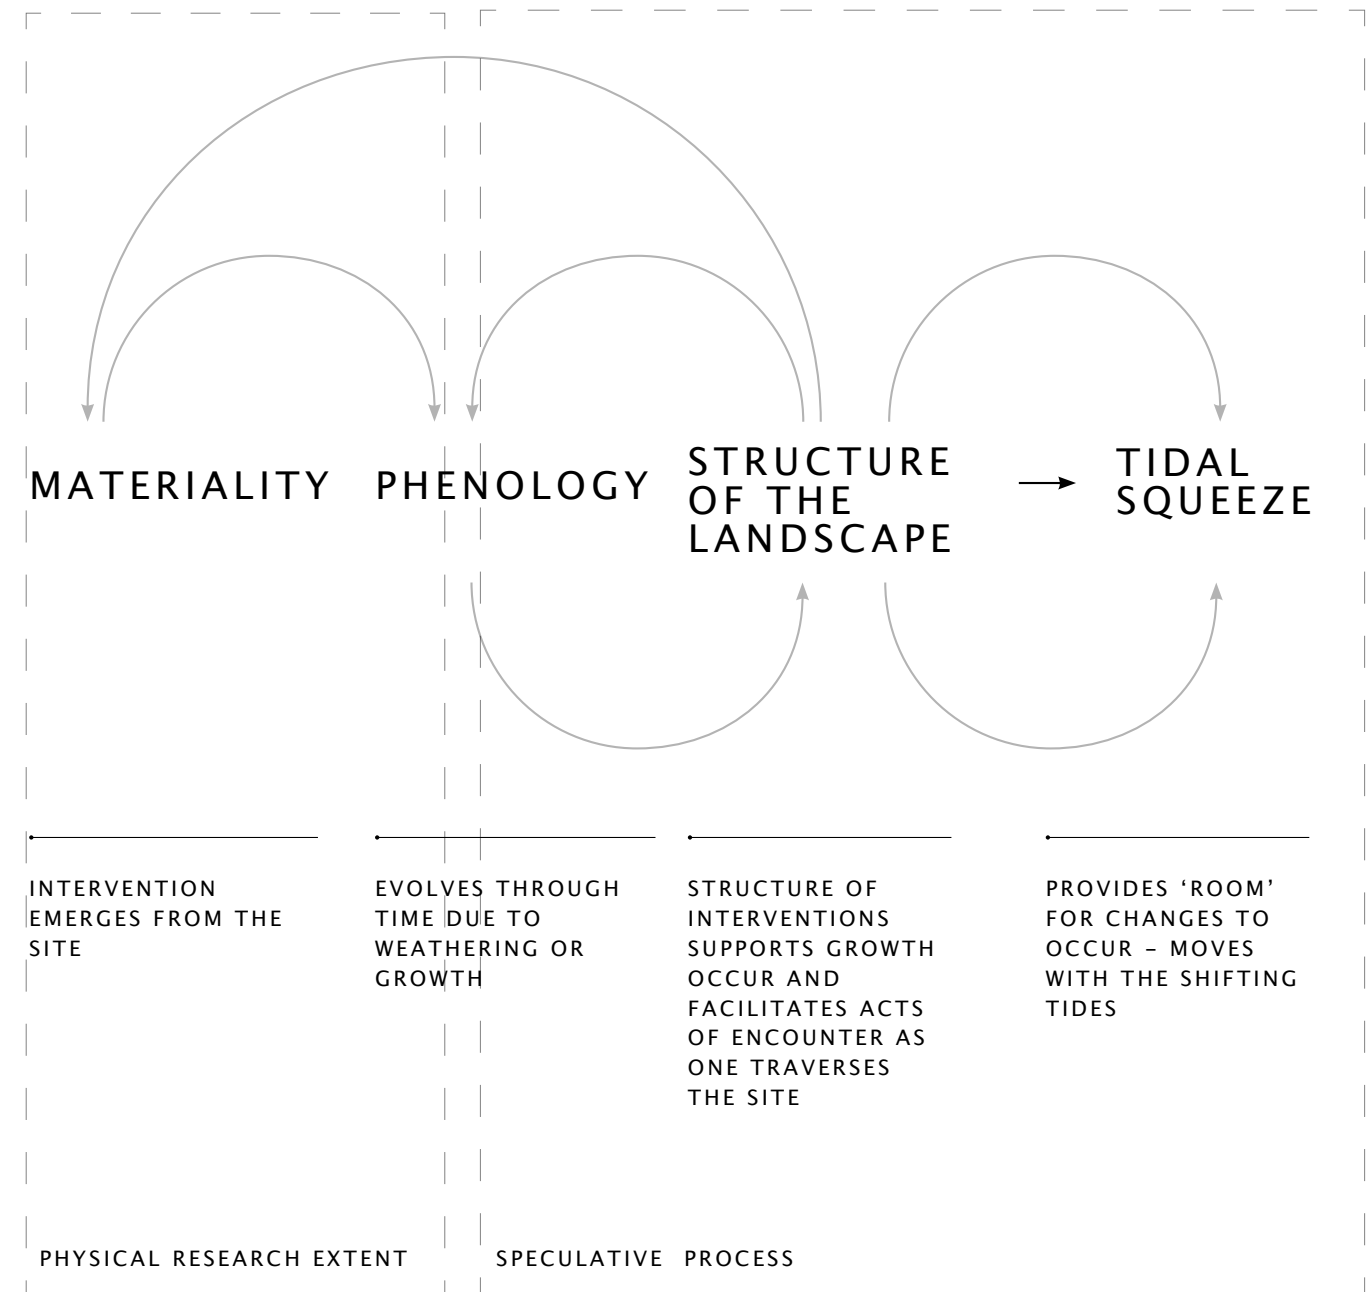 MATERIALITY
PHENOLOGY
STRUCTURE
OF THE
LANDSCAPE
TIDAL
SQUEEZE
INTERVENTION
EMERGES FROM THE
SITE
EVOLVES THROUGH
TIME DUE TO
WEATHERING OR
GROWTH
STRUCTURE OF
INTERVENTIONS
SUPPORTS GROWTH
OCCUR AND
FACILITATES ACTS
OF ENCOUNTER AS
ONE TRAVERSES
THE SITE
PROVIDES ‘ROOM’
FOR CHANGES TO
OCCUR – MOVES
WITH THE SHIFTING
TIDES
PHYSICAL RESEARCH EXTENT
SPECULATIVE PROCESS